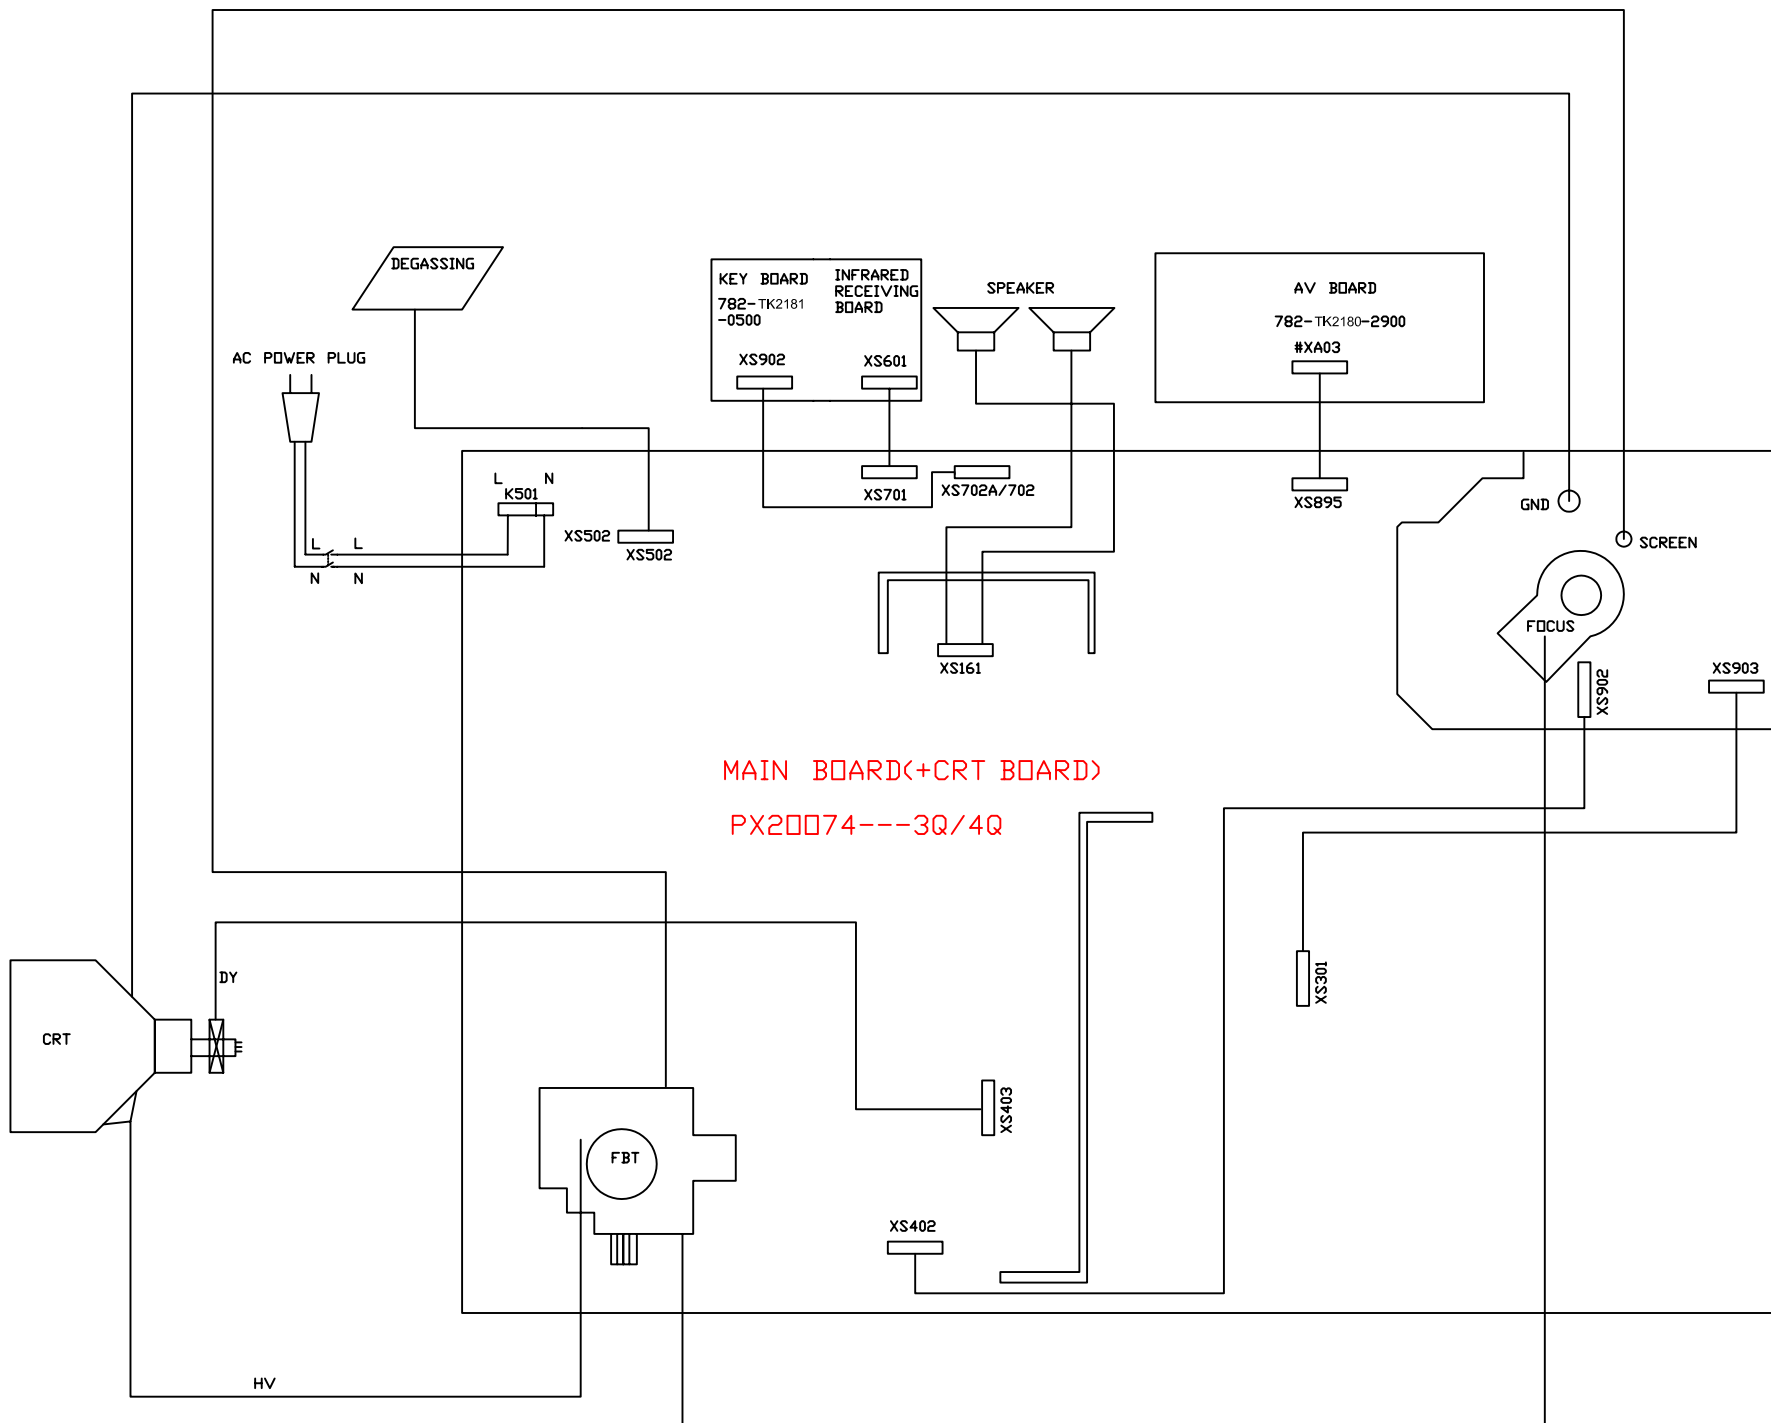 DEGASSING
KEY BOARD
782-TK2181
-0500
INFRARED
RECEIVING
BOARD
SPEAKER
AV BOARD
782-TK2180-2900
#XA03
AC POWER PLUG
XS902
XS601
L N
K501
XS701
XS702A/702
XS895
GND
XS502
XS502
SCREEN
L L
N N
FOCUS
XS161
XS902
XS903
MAIN BOARD(+CRT BOARD)
PX20074---3Q/4Q
DY
XS301
CRT
XS403
FBT
XS402
HV